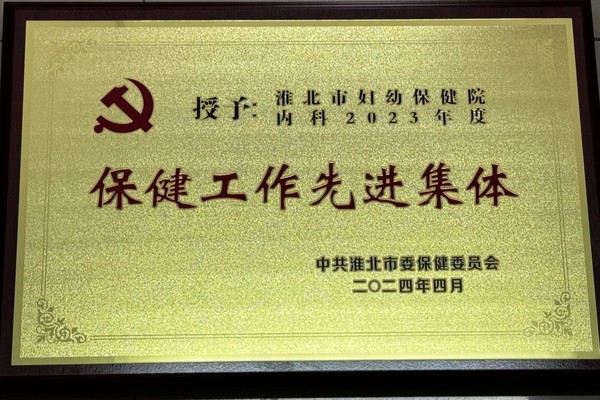 授予:
淮北市妇幼保健院
内科2023年度
保健工作先进集体
中共淮北市委保健委员会
二〇二四年四月